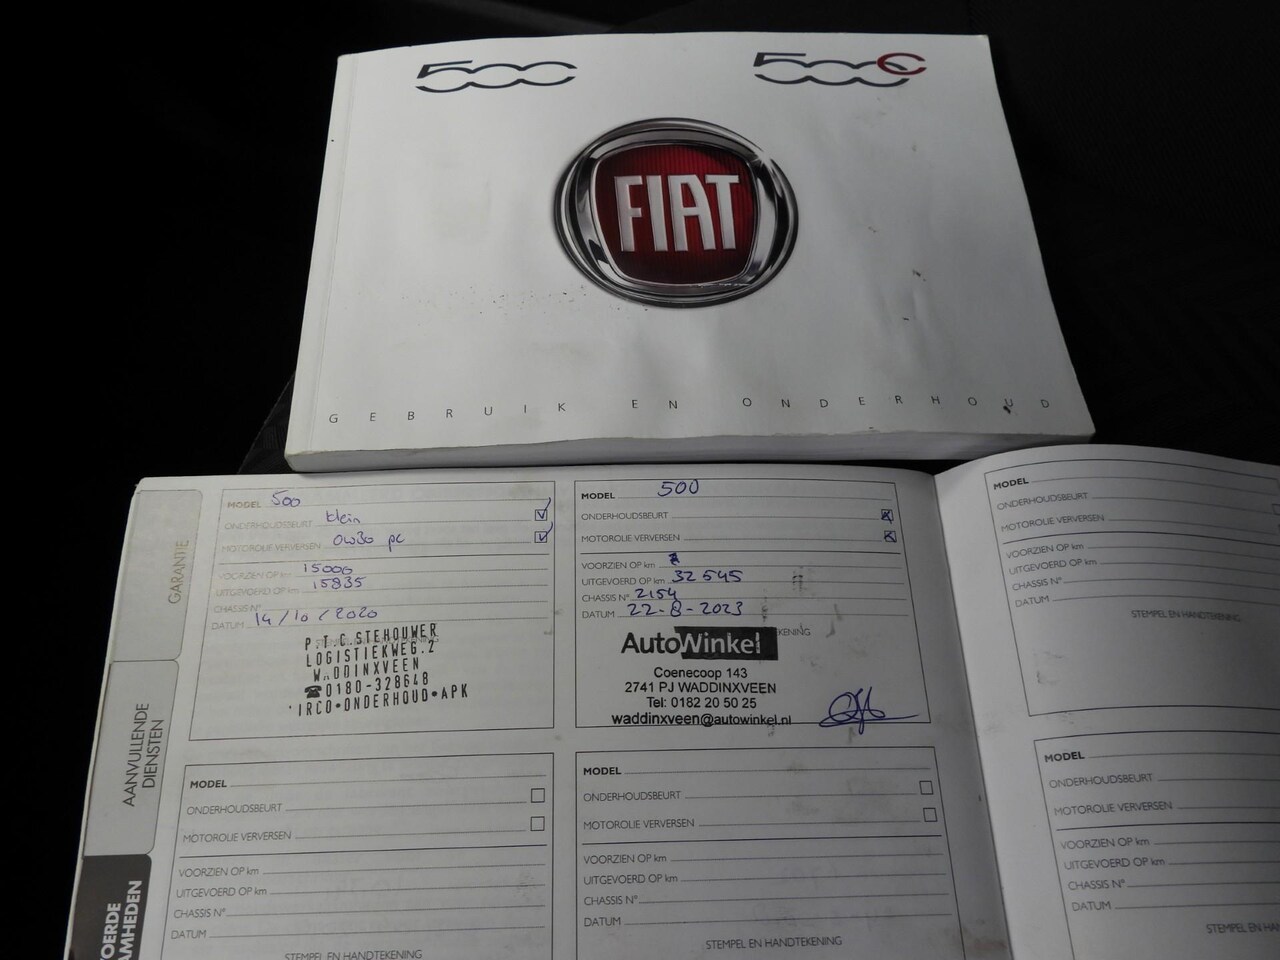 500 500C
FIAT
GEBRUIK EN ONDERHOUD
GARANTIE
AANVULLENDE
DIENSTEN
MODEL 500
ONDERHOUDSBEURT klein
MOTOROLIE VERVERSEN 0W30
VOORZIEN OP km 15000
UITGEVOERD OP km 15835
CHASSIS N°
DATUM 14/10/2020
P.T.C.STEHOUWER
LOGISTIEKWEG.2
WADDINXVEEN
☎0180-328648
IRCO•ONDERHOUD•APK
MODEL 500
ONDERHOUDSBEURT
MOTOROLIE VERVERSEN
VOORZIEN OP km
UITGEVOERD OP km 32545
CHASSIS N° 2154
DATUM 22-8-2023
KENING
AutoWinkel
Coenecoop 143
2741 PJ WADDINXVEEN
Tel: 0182 20 50 25
waddinxveen@autowinkel.nl
MODEL
ONDERHOUDSBEURT
MOTOROLIE VERVERSEN
VOORZIEN OP km
UITGEVOERD OP km
CHASSIS N°
DATUM
STEMPEL EN HANDTEKENING
MODEL
ONDERHOUDSBEURT
MOTOROLIE VERVERSEN
VOORZIEN OP km
UITGEVOERD OP km
CHASSIS N°
DATUM
STEMPEL EN HANDTEKENING
MODEL
ONDERHOUDSBEURT
MOTOROLIE VERVERSEN
VOORZIEN OP km
UITGEVOERD OP km
CHASSIS N°
DATUM
STEMPEL EN HANDTEKENING
MODEL
ONDERHOUDSBEURT
MOTOROLIE VERVERSEN
VOORZIEN OP km
UITGEVOERD OP km
CHASSIS N°
DATUM